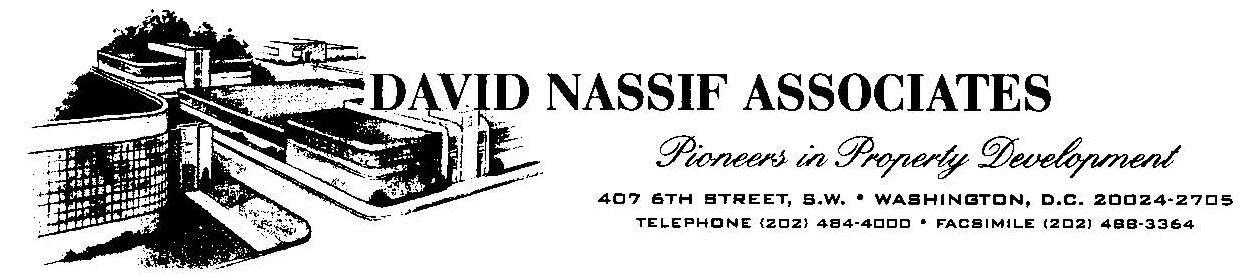 DAVID NASSIF ASSOCIATES
Pioneers in Property Development
407 6TH STREET, S.W. • WASHINGTON, D.C. 20024-2705
TELEPHONE (202) 484-4000 • FACSIMILE (202) 488-3364